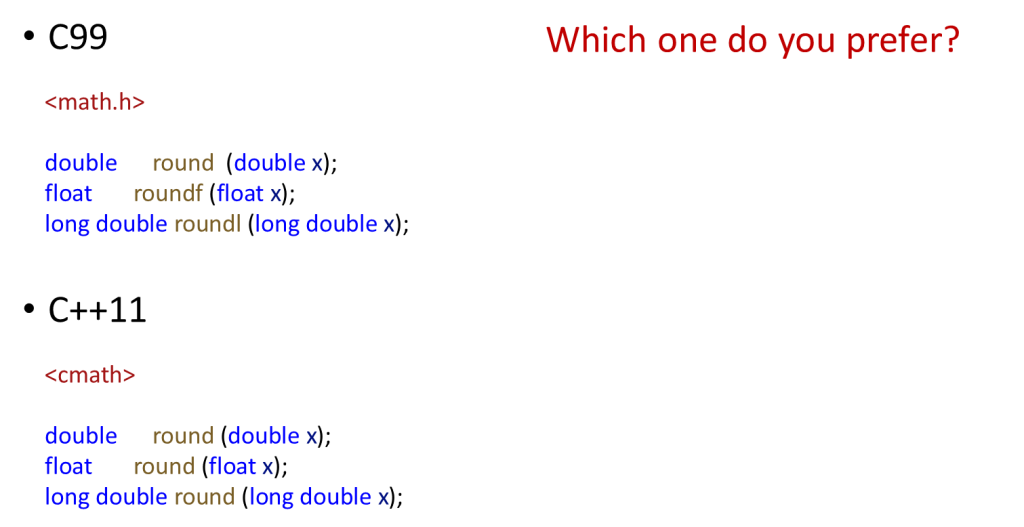 • C99
Which one do you prefer?
<math.h>
double round (double x);
float roundf (float x);
long double roundl (long double x);
• C++11
<cmath>
double round (double x);
float round (float x);
long double round (long double x);